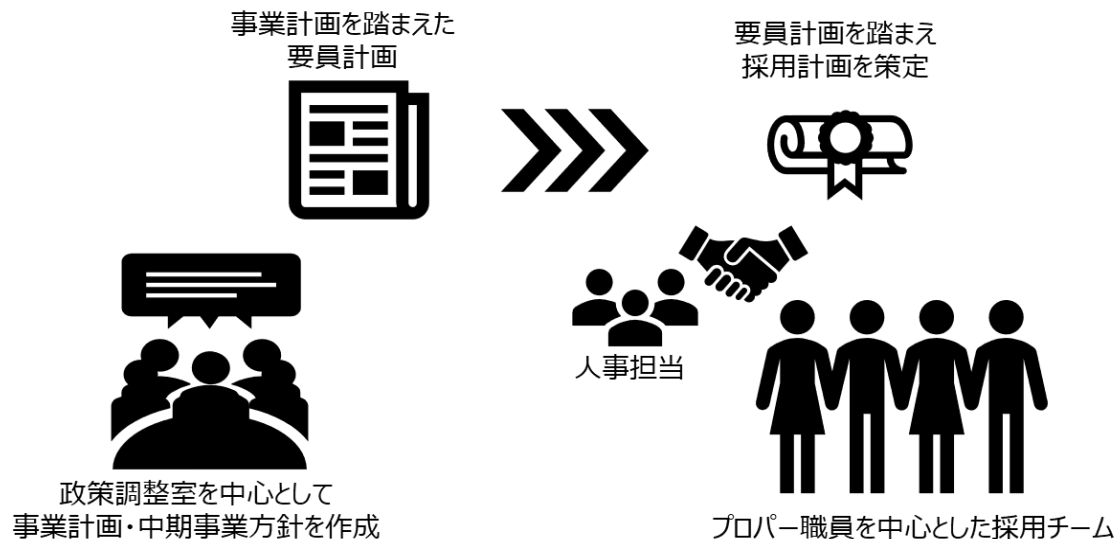 事業計画を踏まえた
要員計画
要員計画を踏まえ
採用計画を策定
人事担当
政策調整室を中心として
事業計画・中期事業方針を作成
プロパー職員を中心とした採用チーム